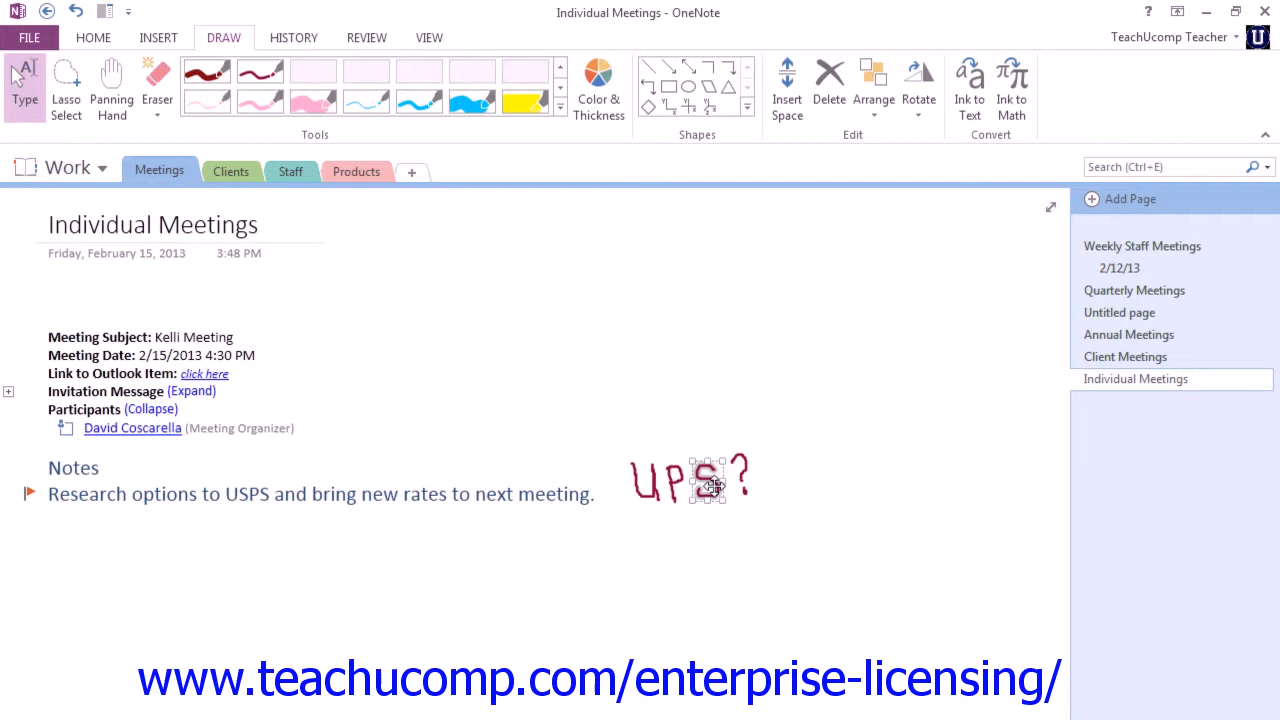 Individual Meetings - OneNote
FILE HOME INSERT DRAW HISTORY REVIEW VIEW
TeachUcomp Teacher
U
Type
Lasso Select
Panning Hand
Eraser
Color & Thickness
Insert Space
Delete
Arrange
Rotate
Ink to Text
Ink to Math
Tools
Shapes
Edit
Convert
Work
Meetings Clients Staff Products
Search (Ctrl+E)
Individual Meetings
Friday, February 15, 2013 3:48 PM
Meeting Subject: Kelli Meeting
Meeting Date: 2/15/2013 4:30 PM
Link to Outlook Item: click here
Invitation Message (Expand)
Participants (Collapse)
David Coscarella (Meeting Organizer)
Notes
Research options to USPS and bring new rates to next meeting.
UPS?
Add Page
Weekly Staff Meetings
2/12/13
Quarterly Meetings
Untitled page
Annual Meetings
Client Meetings
Individual Meetings
www.teachucomp.com/enterprise-licensing/